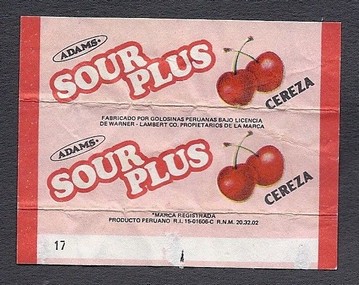 ADAMS•
SOUR
PLUS
CEREZA
FABRICADO POR GOLOSINAS PERUANAS BAJO LICENCIA
DE WARNER - LAMBERT CO. PROPIETARIOS DE LA MARCA
ADAMS•
SOUR
PLUS
CEREZA
*MARCA REGISTRADA
PRODUCTO PERUANO R.I. 15-01606-C R.N.M. 20.32.02
17